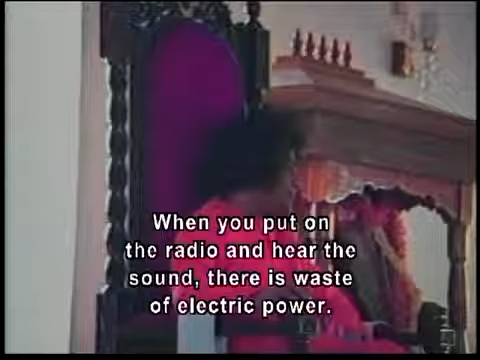 When you put on
the radio and hear the
sound, there is waste
of electric power.